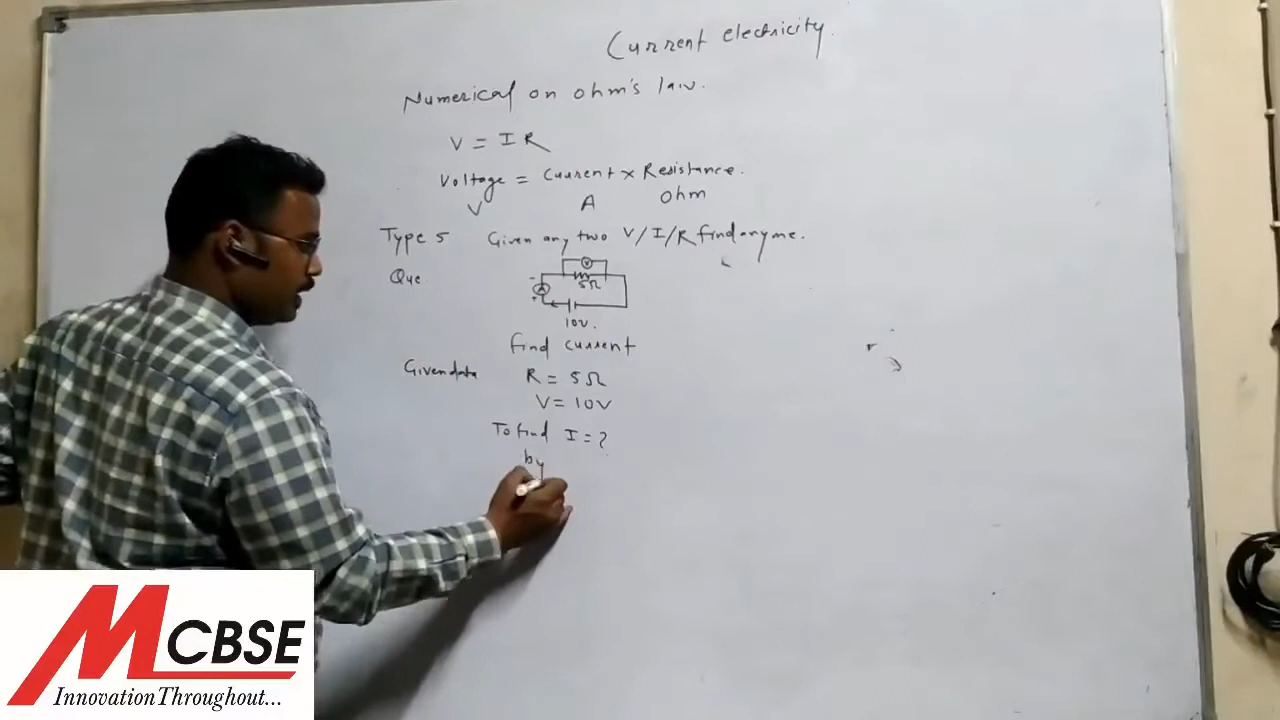 Current electricity.
Numerical on ohm's law.
V = I R
Voltage = Current × Resistance.
V A Ohm
Type 5 Given any two V/I/R find any one.
Que
V
5Ω
A
- +
10V.
find current
Given data R = 5Ω
V = 10V
To find I = ?
by
MCBSE
Innovation Throughout...